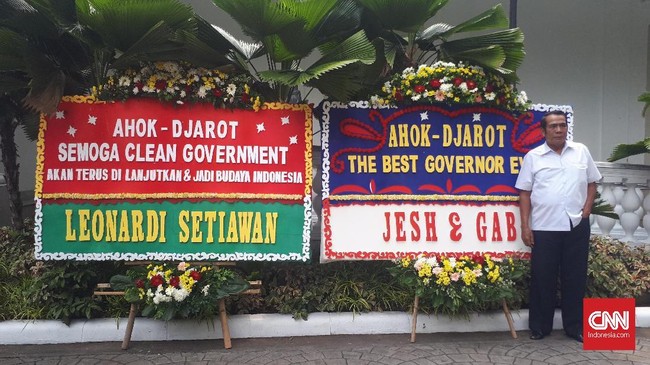 AHOK - DJAROT
SEMOGA CLEAN GOVERNMENT
AKAN TERUS DI LANJUTKAN & JADI BUDAYA INDONESIA
LEONARDI SETIAWAN
AHOK - DJAROT
THE BEST GOVERNOR
JESH &
CNN
Indonesia.com